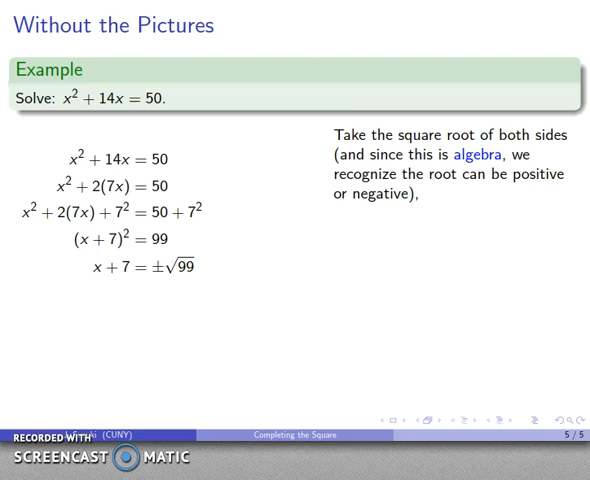 Without the Pictures
Example
Solve: x² + 14x = 50.
x² + 14x = 50
x² + 2(7x) = 50
x² + 2(7x) + 7² = 50 + 7²
(x + 7)² = 99
x + 7 = ±√99
Take the square root of both sides
(and since this is algebra, we
recognize the root can be positive
or negative),
(CUNY) Completing the Square 5 / 5
RECORDED WITH
SCREENCAST MATIC